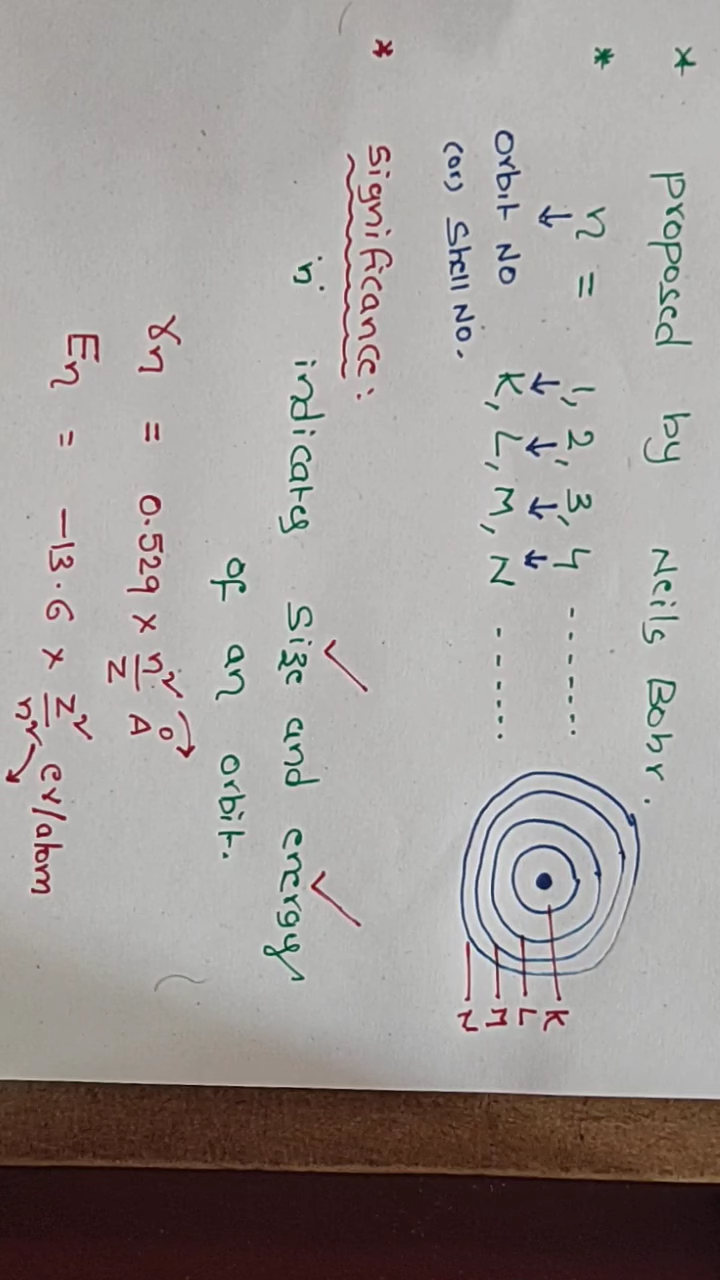 * Proposed by Neils Bohr.
* n = 1, 2, 3, 4 -------
↓ ↓ ↓ ↓ ↓
Orbit No K, L, M, N -------
(or) Shell No.
K
L
M
N
* Significance:
'n' indicates Size and energy
of an orbit.
rn = 0.529 × n²/Z A°
En = -13.6 × Z²/n² ev/atom